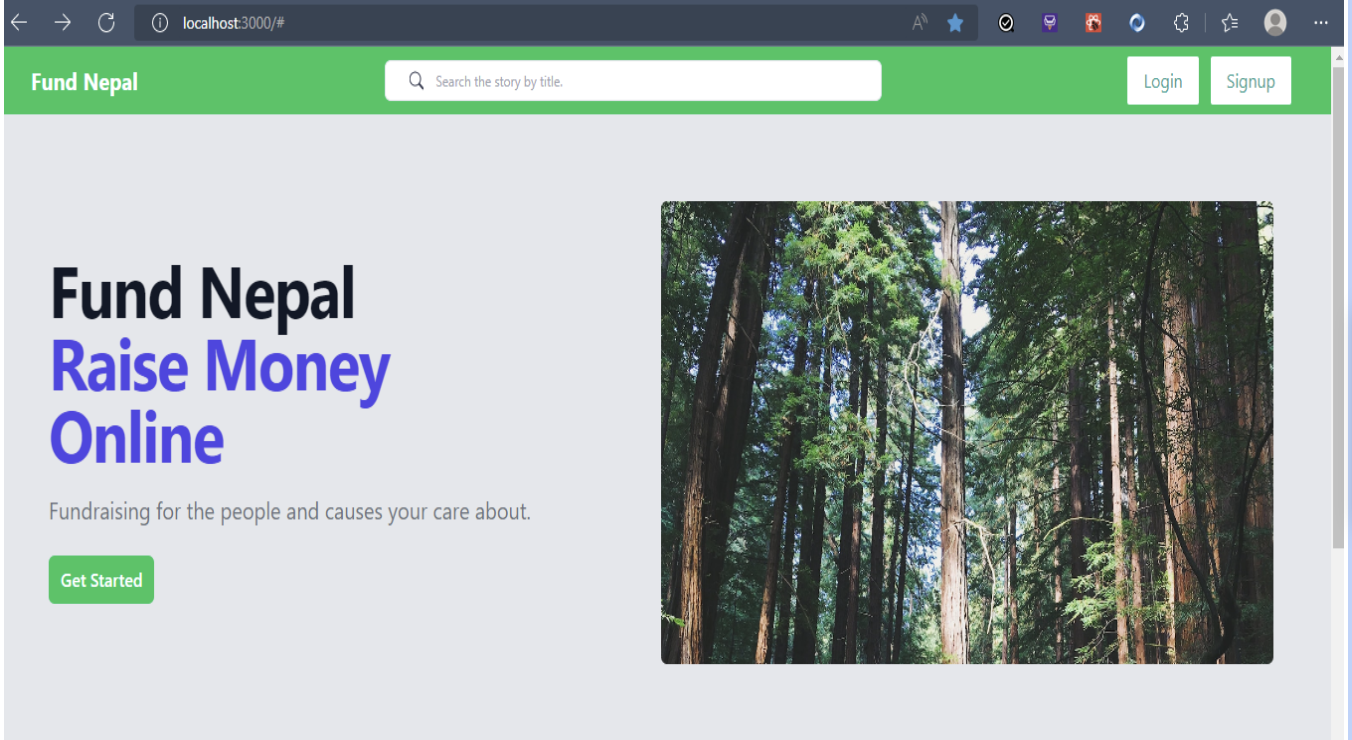 localhost:3000/#
Fund Nepal
Search the story by title.
Login
Signup
Fund Nepal
Raise Money
Online
Fundraising for the people and causes your care about.
Get Started